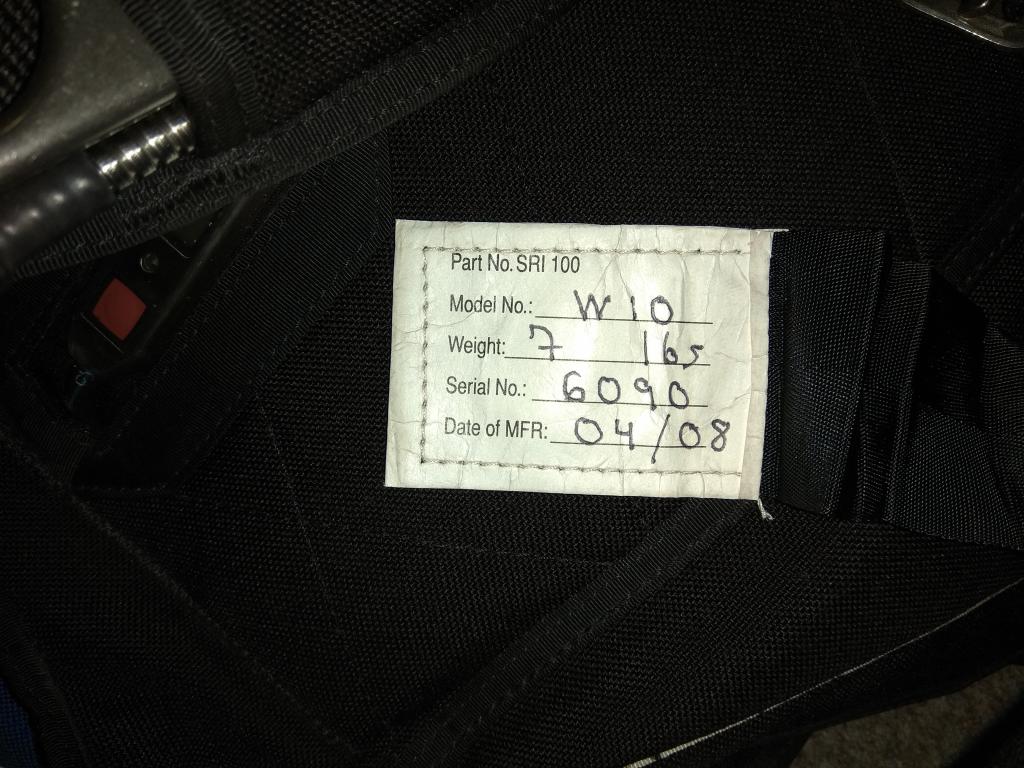 Part No. SRI 100
Model No.: W10
Weight: 7 lbs
Serial No.: 6090
Date of MFR: 04/08